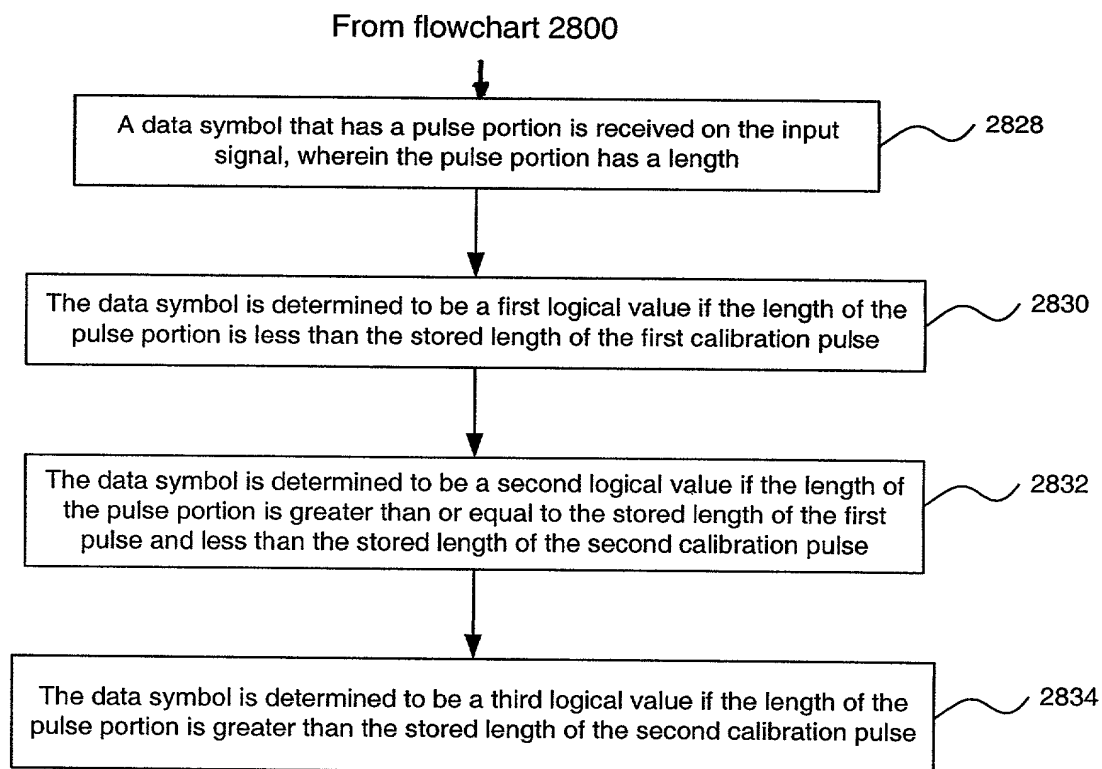 From flowchart 2800
A data symbol that has a pulse portion is received on the input
signal, wherein the pulse portion has a length
2828
The data symbol is determined to be a first logical value if the length of the
pulse portion is less than the stored length of the first calibration pulse
2830
The data symbol is determined to be a second logical value if the length of
the pulse portion is greater than or equal to the stored length of the first
pulse and less than the stored length of the second calibration pulse
2832
The data symbol is determined to be a third logical value if the length of the
pulse portion is greater than the stored length of the second calibration pulse
2834